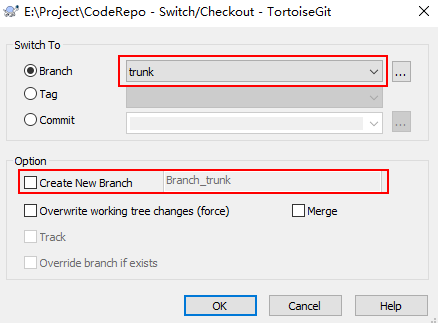 E:\Project\CodeRepo - Switch/Checkout - TortoiseGit
Switch To
Branch
trunk
...
Tag
Commit
...
Option
Create New Branch
Branch_trunk
Overwrite working tree changes (force)
Merge
Track
Override branch if exists
OK
Cancel
Help